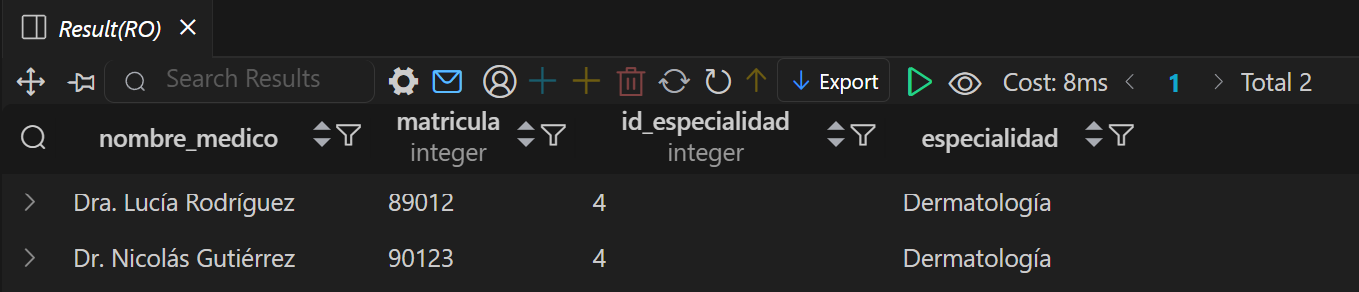 Result(RO)
Search Results Export Cost: 8ms 1 Total 2
nombre_medico matricula id_especialidad especialidad
integer integer
Dra. Lucía Rodríguez 89012 4 Dermatología
Dr. Nicolás Gutiérrez 90123 4 Dermatología